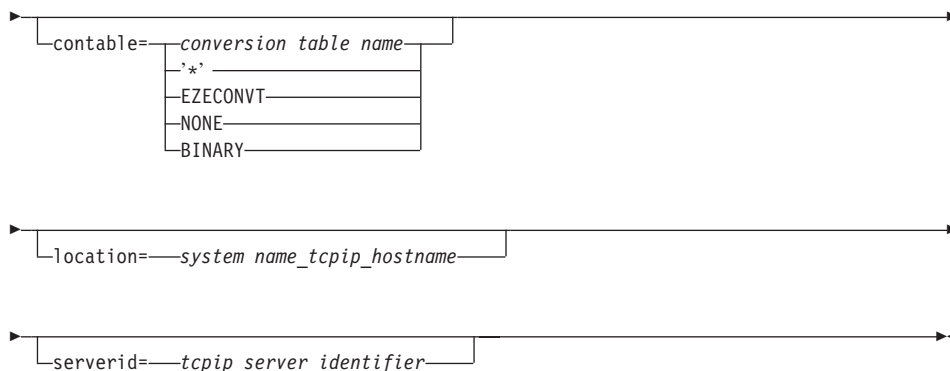 contable= conversion table name
'*'
EZECONVT
NONE
BINARY
location= system name_tcpip_hostname
serverid= tcpip server identifier